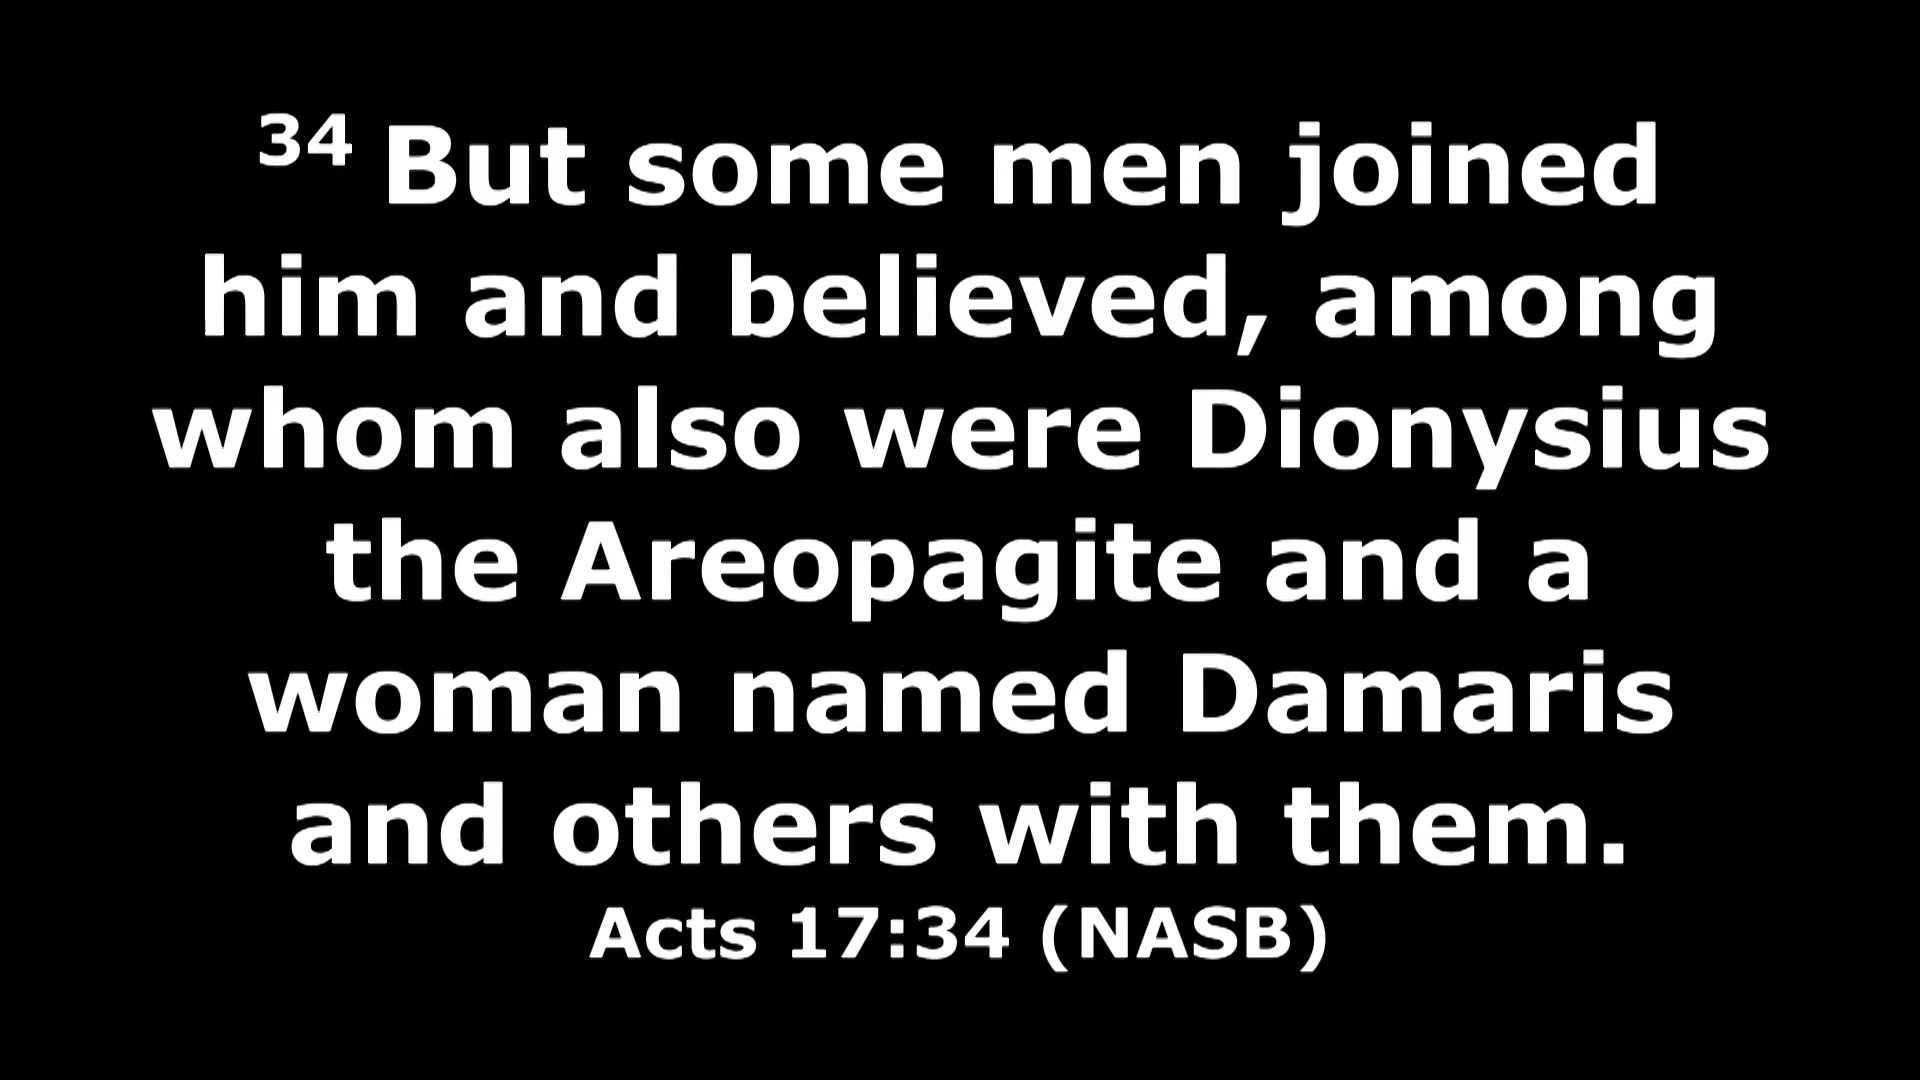 34 But some men joined
him and believed, among
whom also were Dionysius
the Areopagite and a
woman named Damaris
and others with them.
Acts 17:34 (NASB)